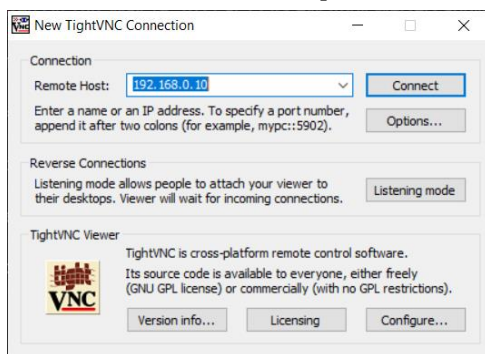 New TightVNC Connection
Connection
Remote Host: 192.168.0.10 Connect
Enter a name or an IP address. To specify a port number,
append it after two colons (for example, mypc::5902).
Options...
Reverse Connections
Listening mode allows people to attach your viewer to
their desktops. Viewer will wait for incoming connections.
Listening mode
TightVNC Viewer
TightVNC is cross-platform remote control software.
Its source code is available to everyone, either freely
(GNU GPL license) or commercially (with no GPL restrictions).
tight
VNC
Version info... Licensing Configure...